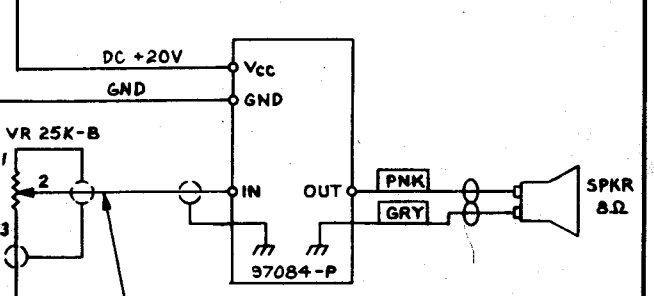 DC +20V
VCC
GND
GND
VR 25K-B
1
2
3
IN
OUT
PNK
GRY
SPKR
8Ω
97084-P